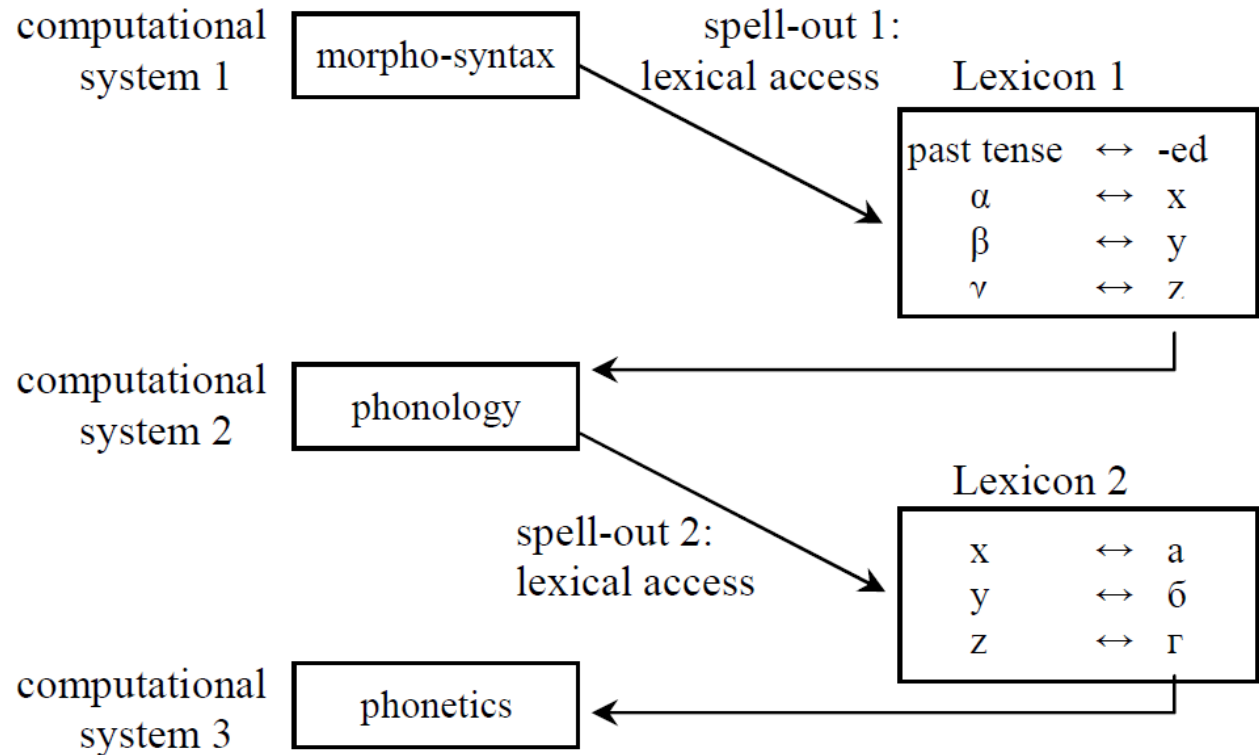 computational
system 1
morpho-syntax
spell-out 1:
lexical access
Lexicon 1
past tense ↔ -ed
α ↔ x
β ↔ y
γ ↔ z
computational
system 2
phonology
spell-out 2:
lexical access
Lexicon 2
x ↔ а
y ↔ б
z ↔ г
computational
system 3
phonetics